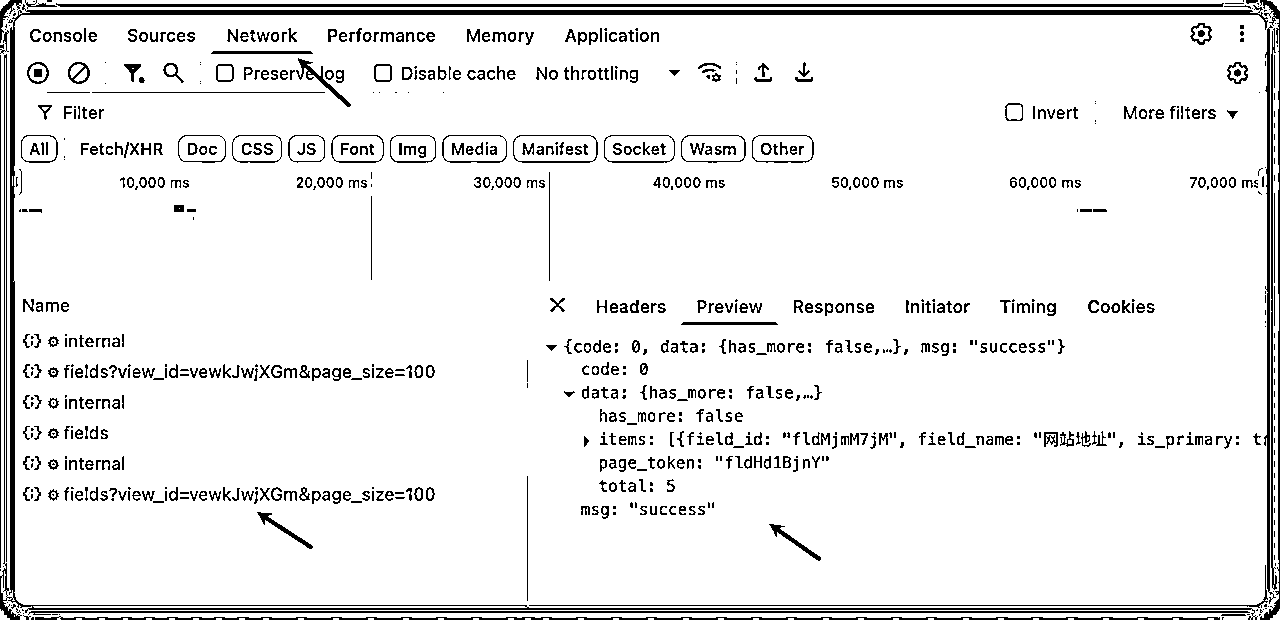 Console Sources Network Performance Memory Application
Preserve log Disable cache No throttling
Filter Invert More filters
All Fetch/XHR Doc CSS JS Font Img Media Manifest Socket Wasm Other
10,000 ms 20,000 ms 30,000 ms 40,000 ms 50,000 ms 60,000 ms 70,000 ms
Name
{;} internal
{;} fields?view_id=vewkJwjXGm&page_size=100
{;} internal
{;} fields
{;} internal
{;} fields?view_id=vewkJwjXGm&page_size=100
Headers Preview Response Initiator Timing Cookies
{code: 0, data: {has_more: false,…}, msg: "success"}
code: 0
data: {has_more: false,…}
has_more: false
items: [{field_id: "fldMjmM7jM", field_name: "网站地址", is_primary:
page_token: "fldHd1BjnY"
total: 5
msg: "success"